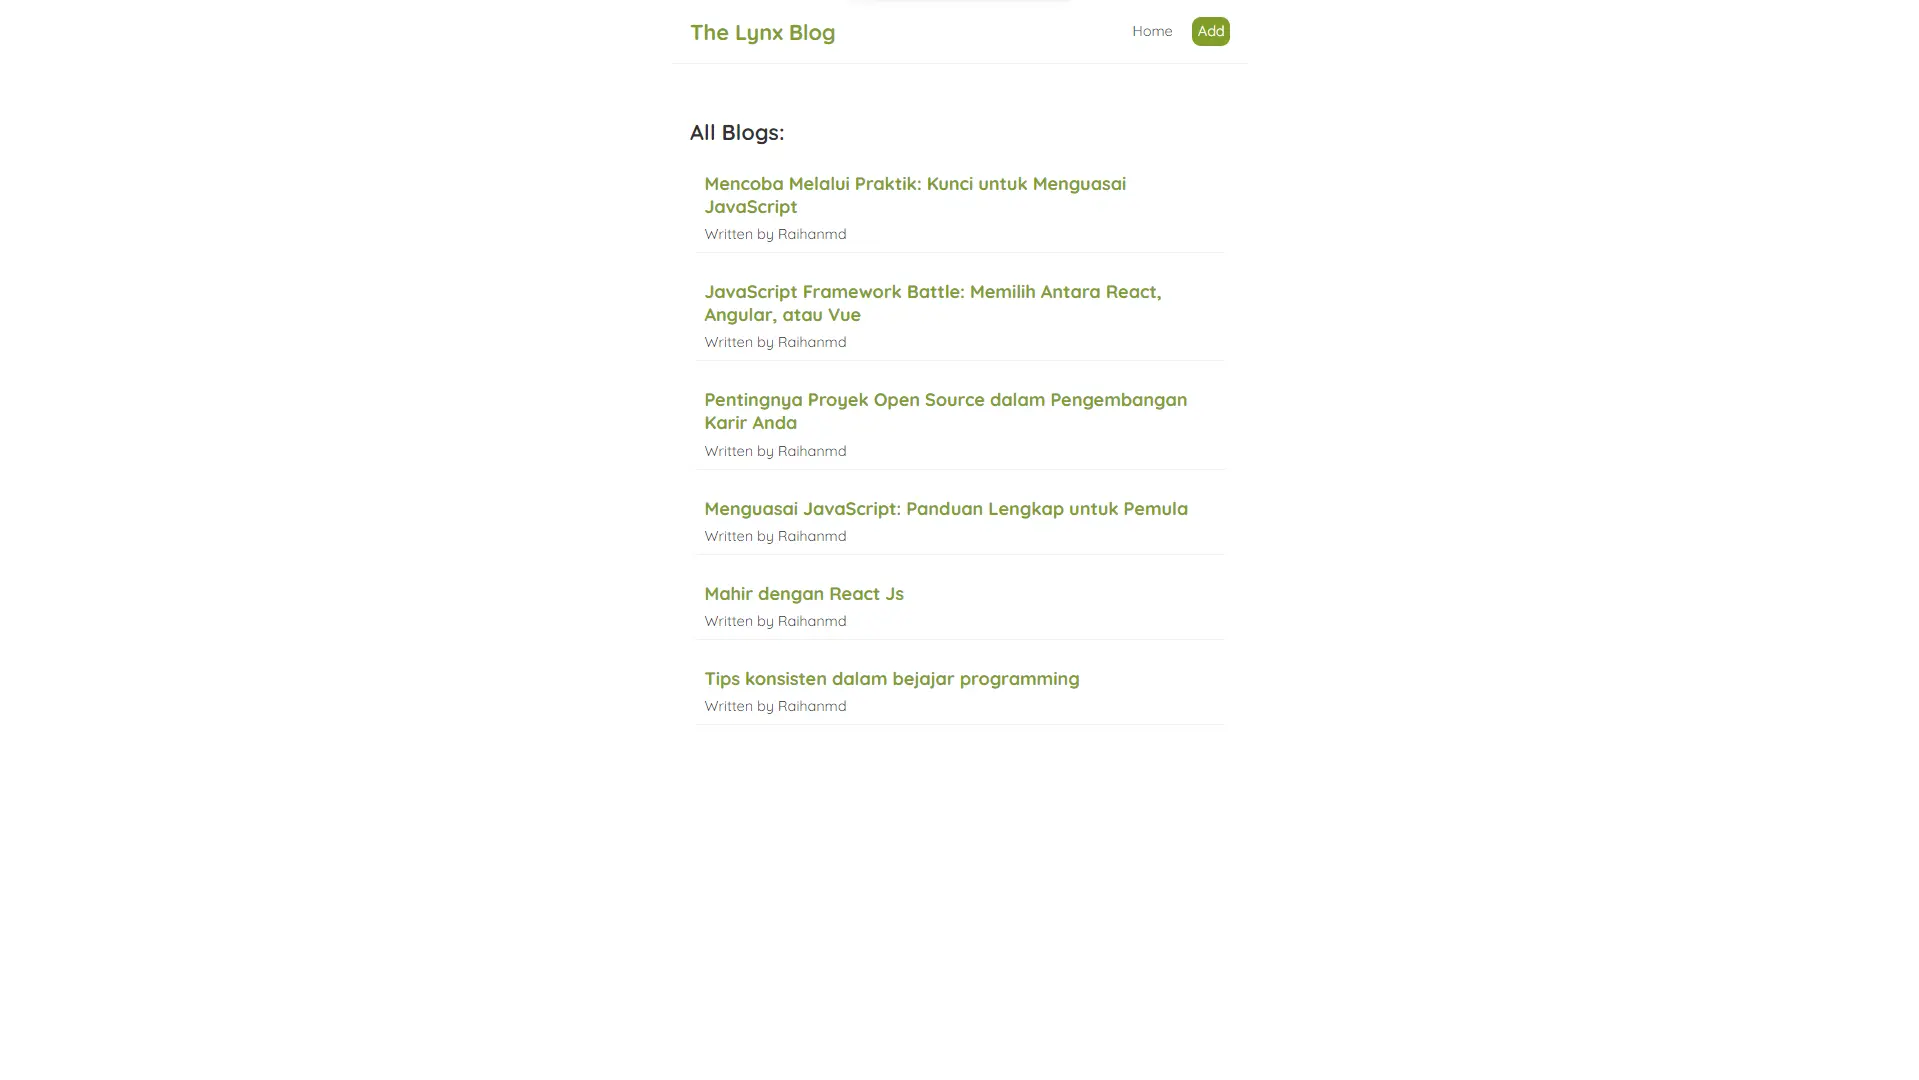 The Lynx Blog
Home
Add
All Blogs:
Mencoba Melalui Praktik: Kunci untuk Menguasai
JavaScript
Written by Raihanmd
JavaScript Framework Battle: Memilih Antara React,
Angular, atau Vue
Written by Raihanmd
Pentingnya Proyek Open Source dalam Pengembangan
Karir Anda
Written by Raihanmd
Menguasai JavaScript: Panduan Lengkap untuk Pemula
Written by Raihanmd
Mahir dengan React Js
Written by Raihanmd
Tips konsisten dalam bejajar programming
Written by Raihanmd